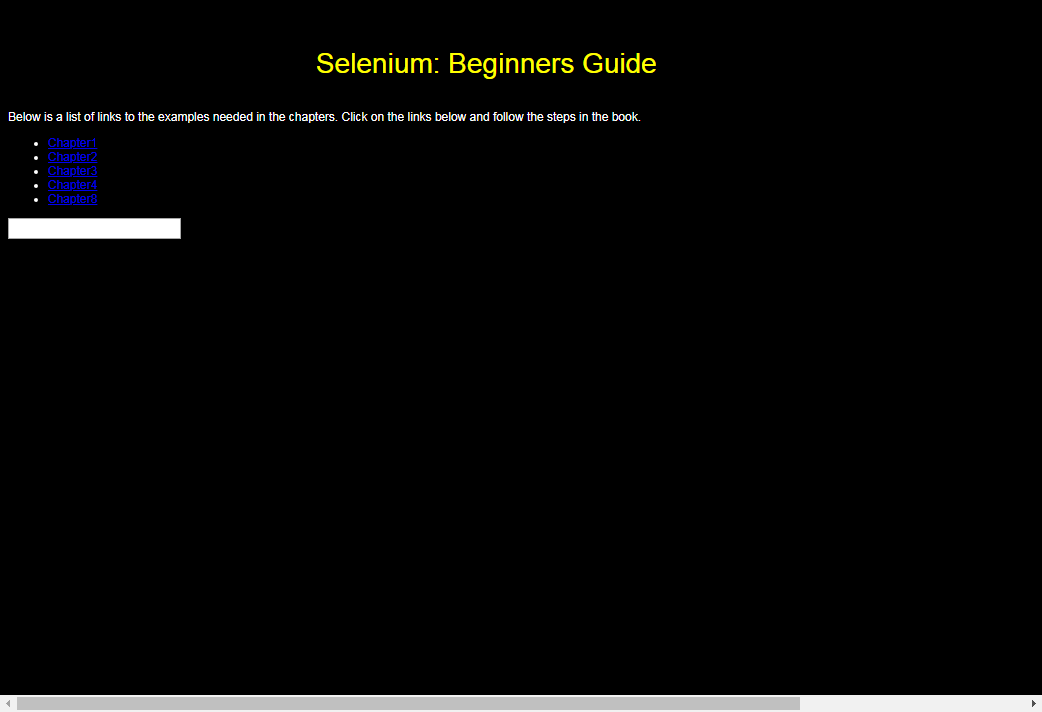 Selenium: Beginners Guide
Below is a list of links to the examples needed in the chapters. Click on the links below and follow the steps in the book.
Chapter1
Chapter2
Chapter3
Chapter4
Chapter8